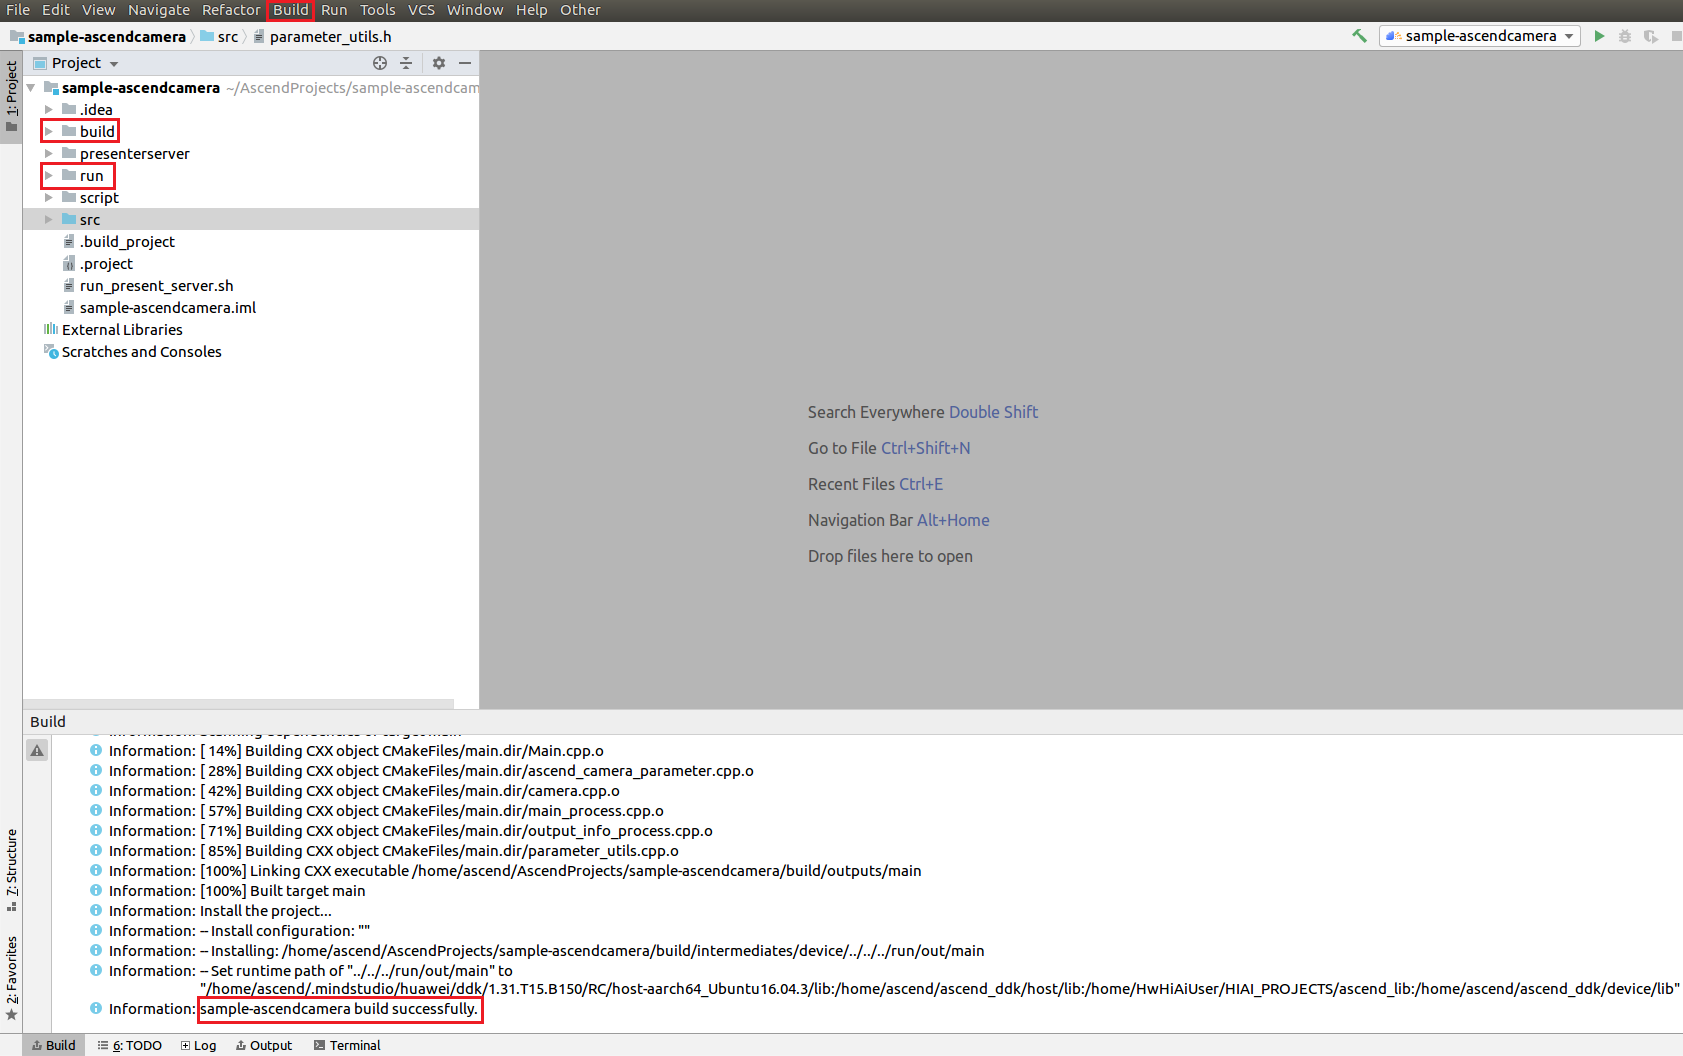 File Edit View Navigate Refactor Build Run Tools VCS Window Help Other
sample-ascendcamera src parameter_utils.h
sample-ascendcamera
1: Project
Project
sample-ascendcamera ~/AscendProjects/sample-ascendcam
.idea
build
presenterserver
run
script
src
.build_project
.project
run_present_server.sh
sample-ascendcamera.iml
External Libraries
Scratches and Consoles
Search Everywhere Double Shift
Go to File Ctrl+Shift+N
Recent Files Ctrl+E
Navigation Bar Alt+Home
Drop files here to open
Build
Information: Scanning dependencies of target main
Information: [ 14%] Building CXX object CMakeFiles/main.dir/Main.cpp.o
Information: [ 28%] Building CXX object CMakeFiles/main.dir/ascend_camera_parameter.cpp.o
Information: [ 42%] Building CXX object CMakeFiles/main.dir/camera.cpp.o
Information: [ 57%] Building CXX object CMakeFiles/main.dir/main_process.cpp.o
Information: [ 71%] Building CXX object CMakeFiles/main.dir/output_info_process.cpp.o
Information: [ 85%] Building CXX object CMakeFiles/main.dir/parameter_utils.cpp.o
Information: [100%] Linking CXX executable /home/ascend/AscendProjects/sample-ascendcamera/build/outputs/main
Information: [100%] Built target main
Information: Install the project...
Information: -- Install configuration: ""
Information: -- Installing: /home/ascend/AscendProjects/sample-ascendcamera/build/intermediates/device/../../../run/out/main
Information: -- Set runtime path of "../../../run/out/main" to
"/home/ascend/.mindstudio/huawei/ddk/1.31.T15.B150/RC/host-aarch64_Ubuntu16.04.3/lib:/home/ascend/ascend_ddk/host/lib:/home/HwHiAiUser/HIAI_PROJECTS/ascend_lib:/home/ascend/ascend_ddk/device/lib"
Information: sample-ascendcamera build successfully.
7: Structure
2: Favorites
Build 6: TODO Log Output Terminal